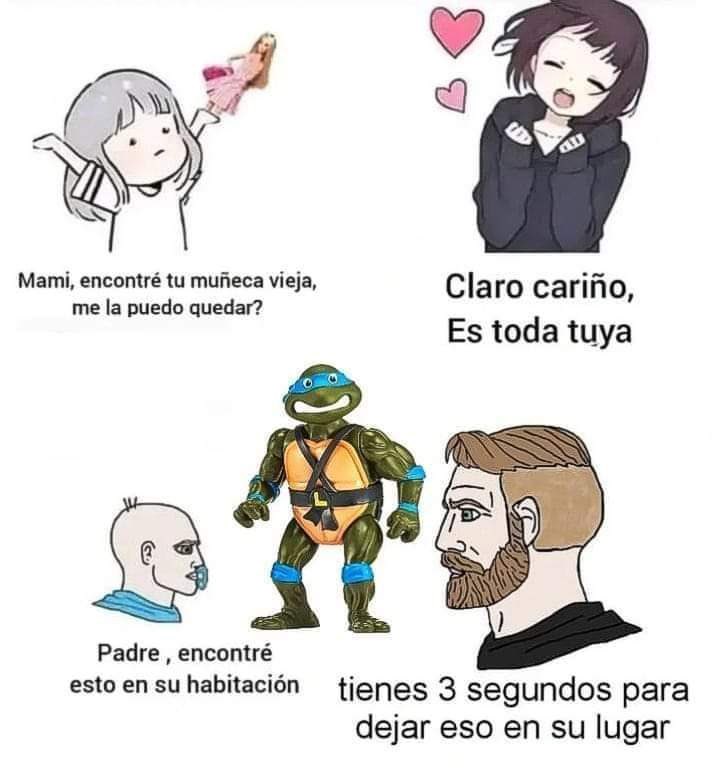 Mami, encontré tu muñeca vieja,
me la puedo quedar?
Claro cariño,
Es toda tuya
L
Padre , encontré
esto en su habitación
tienes 3 segundos para
dejar eso en su lugar